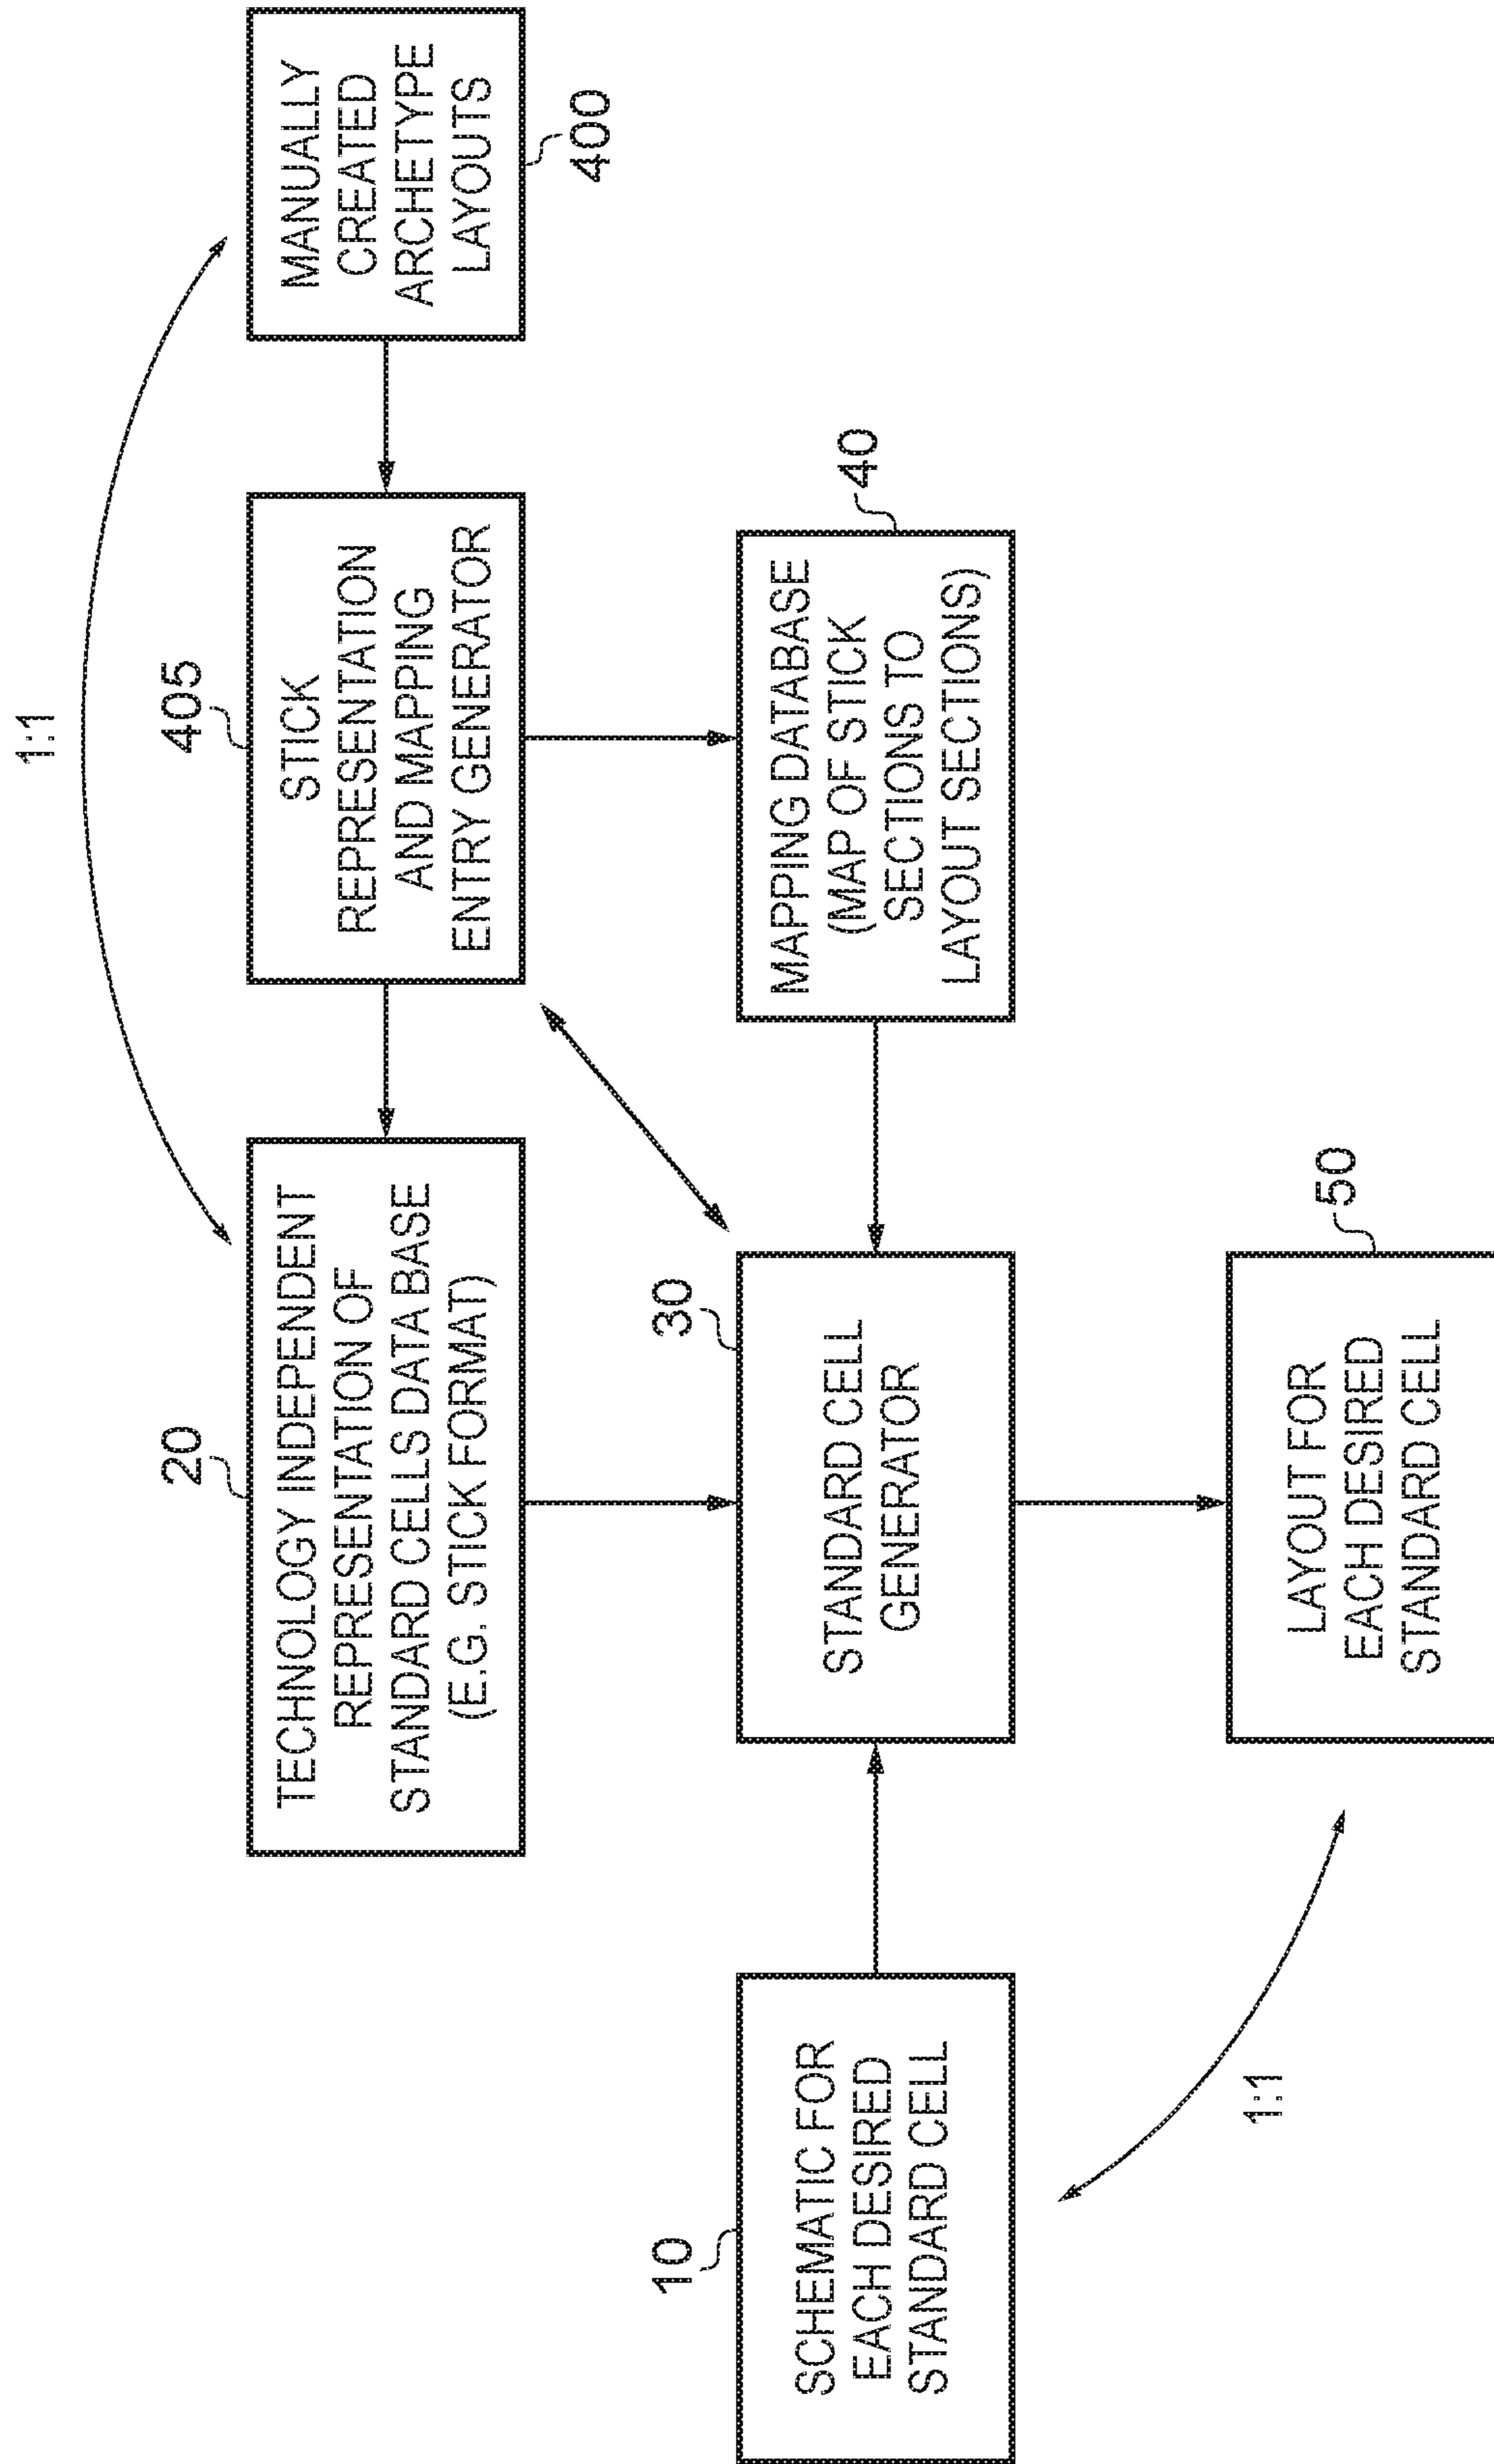 1:1
20
TECHNOLOGY INDEPENDENT
REPRESENTATION OF
STANDARD CELLS DATA BASE
(E.G. STICK FORMAT)
405
STICK
REPRESENTATION
AND MAPPING
ENTRY GENERATOR
MANUALLY
CREATED
ARCHETYPE
LAYOUTS
400
10
SCHEMATIC FOR
EACH DESIRED
STANDARD CELL
30
STANDARD CELL
GENERATOR
40
MAPPING DATABASE
(MAP OF STICK
SECTIONS TO
LAYOUT SECTIONS)
1:1
50
LAYOUT FOR
EACH DESIRED
STANDARD CELL